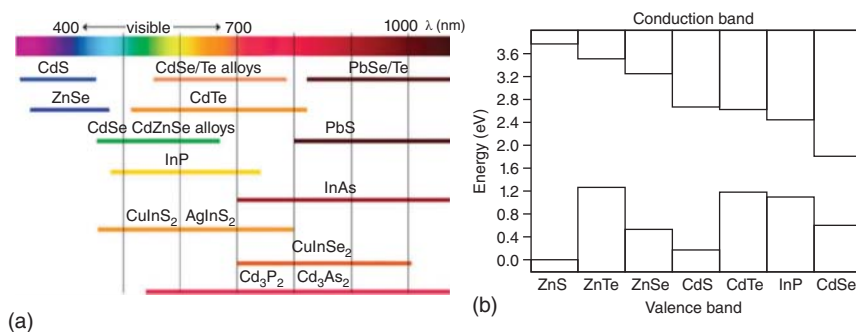 400 visible 700 1000 λ (nm)
CdS CdSe/Te alloys PbSe/Te
ZnSe CdTe
CdSe CdZnSe alloys PbS
InP
InAs
CuInS2 AgInS2
CuInSe2
Cd3P2 Cd3As2
(a)
Conduction band
Energy (eV)
3.6
3.2
2.8
2.4
2.0
1.6
1.2
0.8
0.4
0.0
ZnS ZnTe ZnSe CdS CdTe InP CdSe
Valence band
(b)